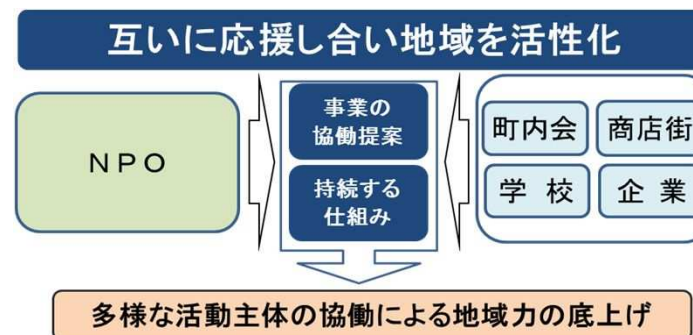 互いに応援し合い地域を活性化
NPO
事業の
協働提案
持続する
仕組み
町内会
商店街
学校
企業
多様な活動主体の協働による地域力の底上げ